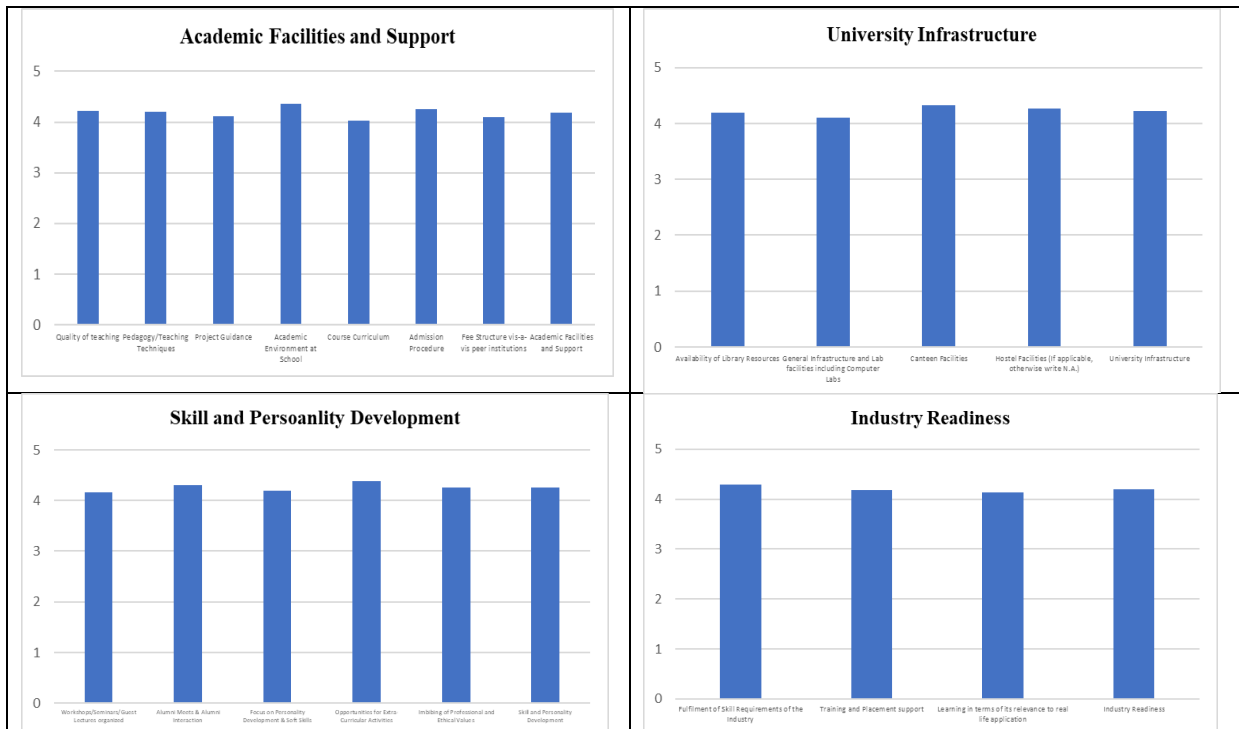 Academic Facilities and Support
5
4
3
2
1
0
Quality of teaching
Pedagogy/Teaching
Techniques
Project Guidance
Academic
Environment at
School
Course Curriculum
Admission
Procedure
Fee Structure vis-a-
vis peer institutions
Academic Facilities
and Support
University Infrastructure
5
4
3
2
1
0
Availability of Library Resources
General Infrastructure and Lab
facilities including Computer
Labs
Canteen Facilities
Hostel Facilities (If applicable,
otherwise write N.A.)
University Infrastructure
Skill and Persoanlity Development
5
4
3
2
1
0
Workshops/Seminars/Guest
Lectures organized
Alumni Meets & Alumni
Interaction
Focus on Personality
Development & Soft Skills
Opportunities for Extra
Curricular Activities
Imbibing of Professional and
Ethical Values
Skill and Personality
Development
Industry Readiness
5
4
3
2
1
0
Fulfilment of Skill Requirements of the
Industry
Training and Placement support
Learning in terms of its relevance to real
life application
Industry Readiness